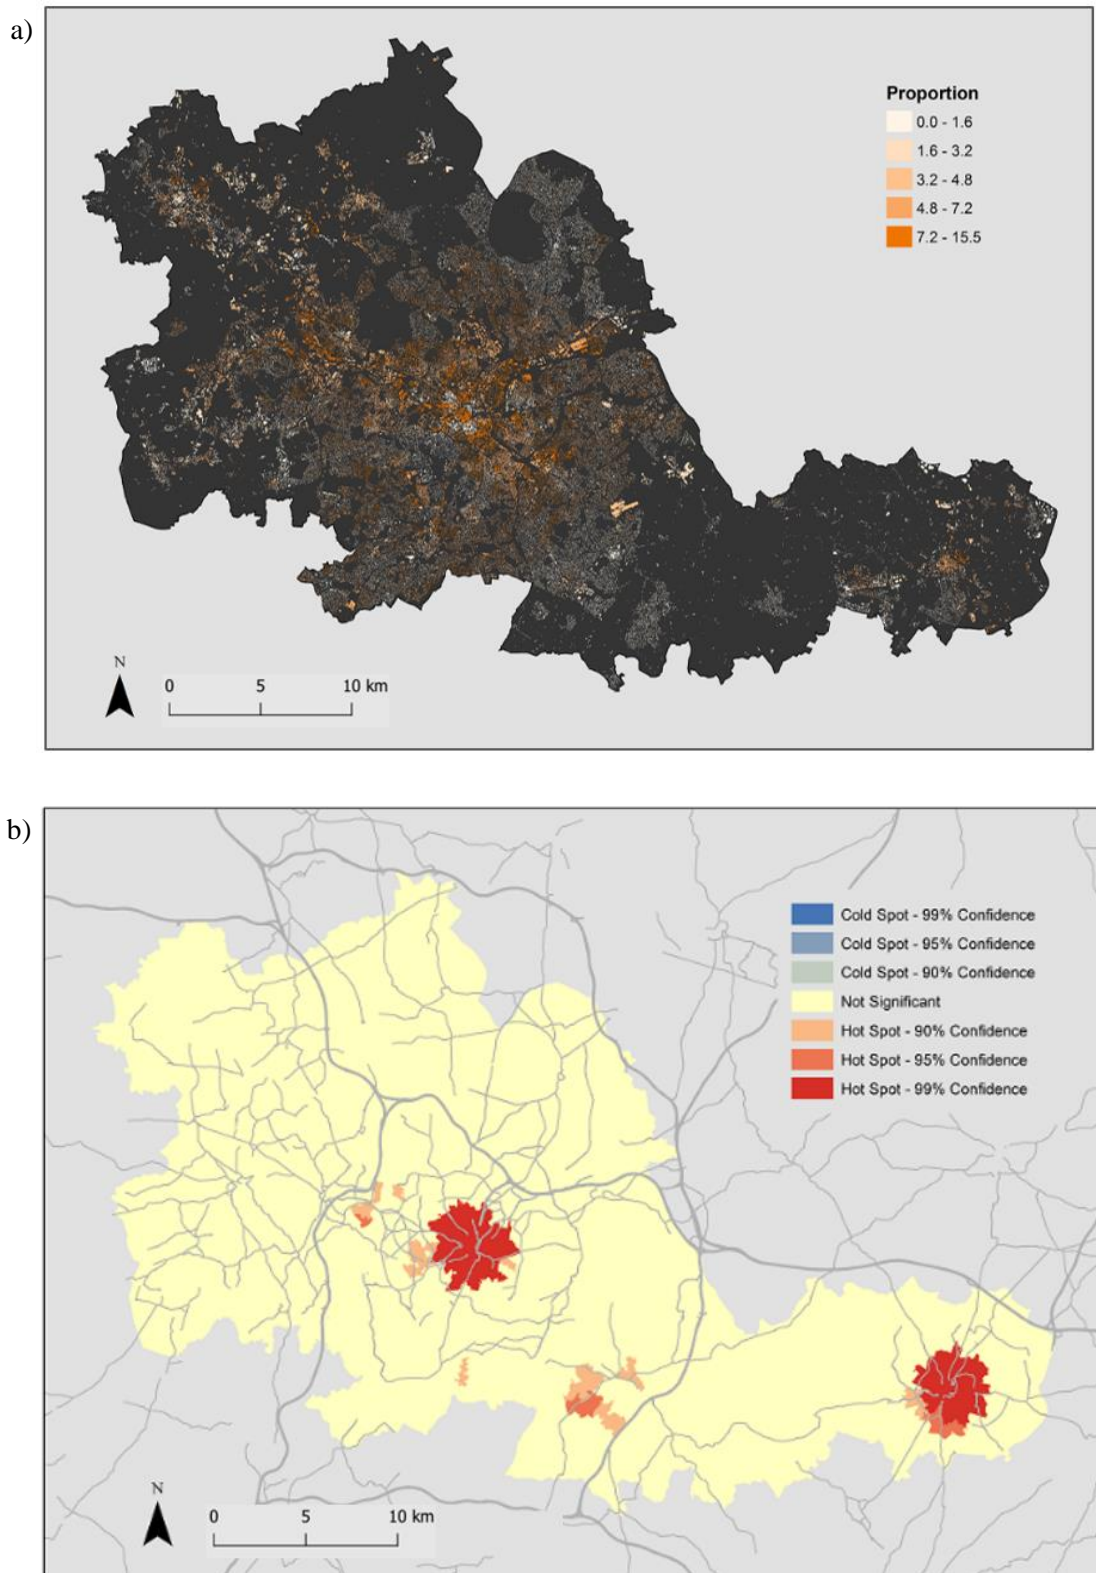 a)
Proportion
0.0 - 1.6
1.6 - 3.2
3.2 - 4.8
4.8 - 7.2
7.2 - 15.5
N
0 5 10 km
b)
Cold Spot - 99% Confidence
Cold Spot - 95% Confidence
Cold Spot - 90% Confidence
Not Significant
Hot Spot - 90% Confidence
Hot Spot - 95% Confidence
Hot Spot - 99% Confidence
N
0 5 10 km